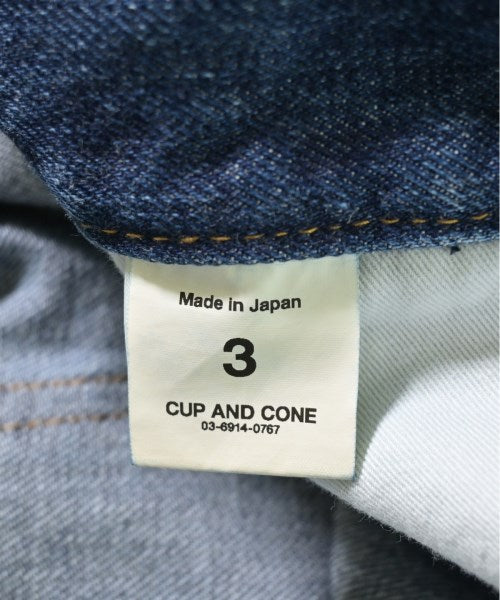 Made in Japan
3
CUP AND CONE
03-6914-0767